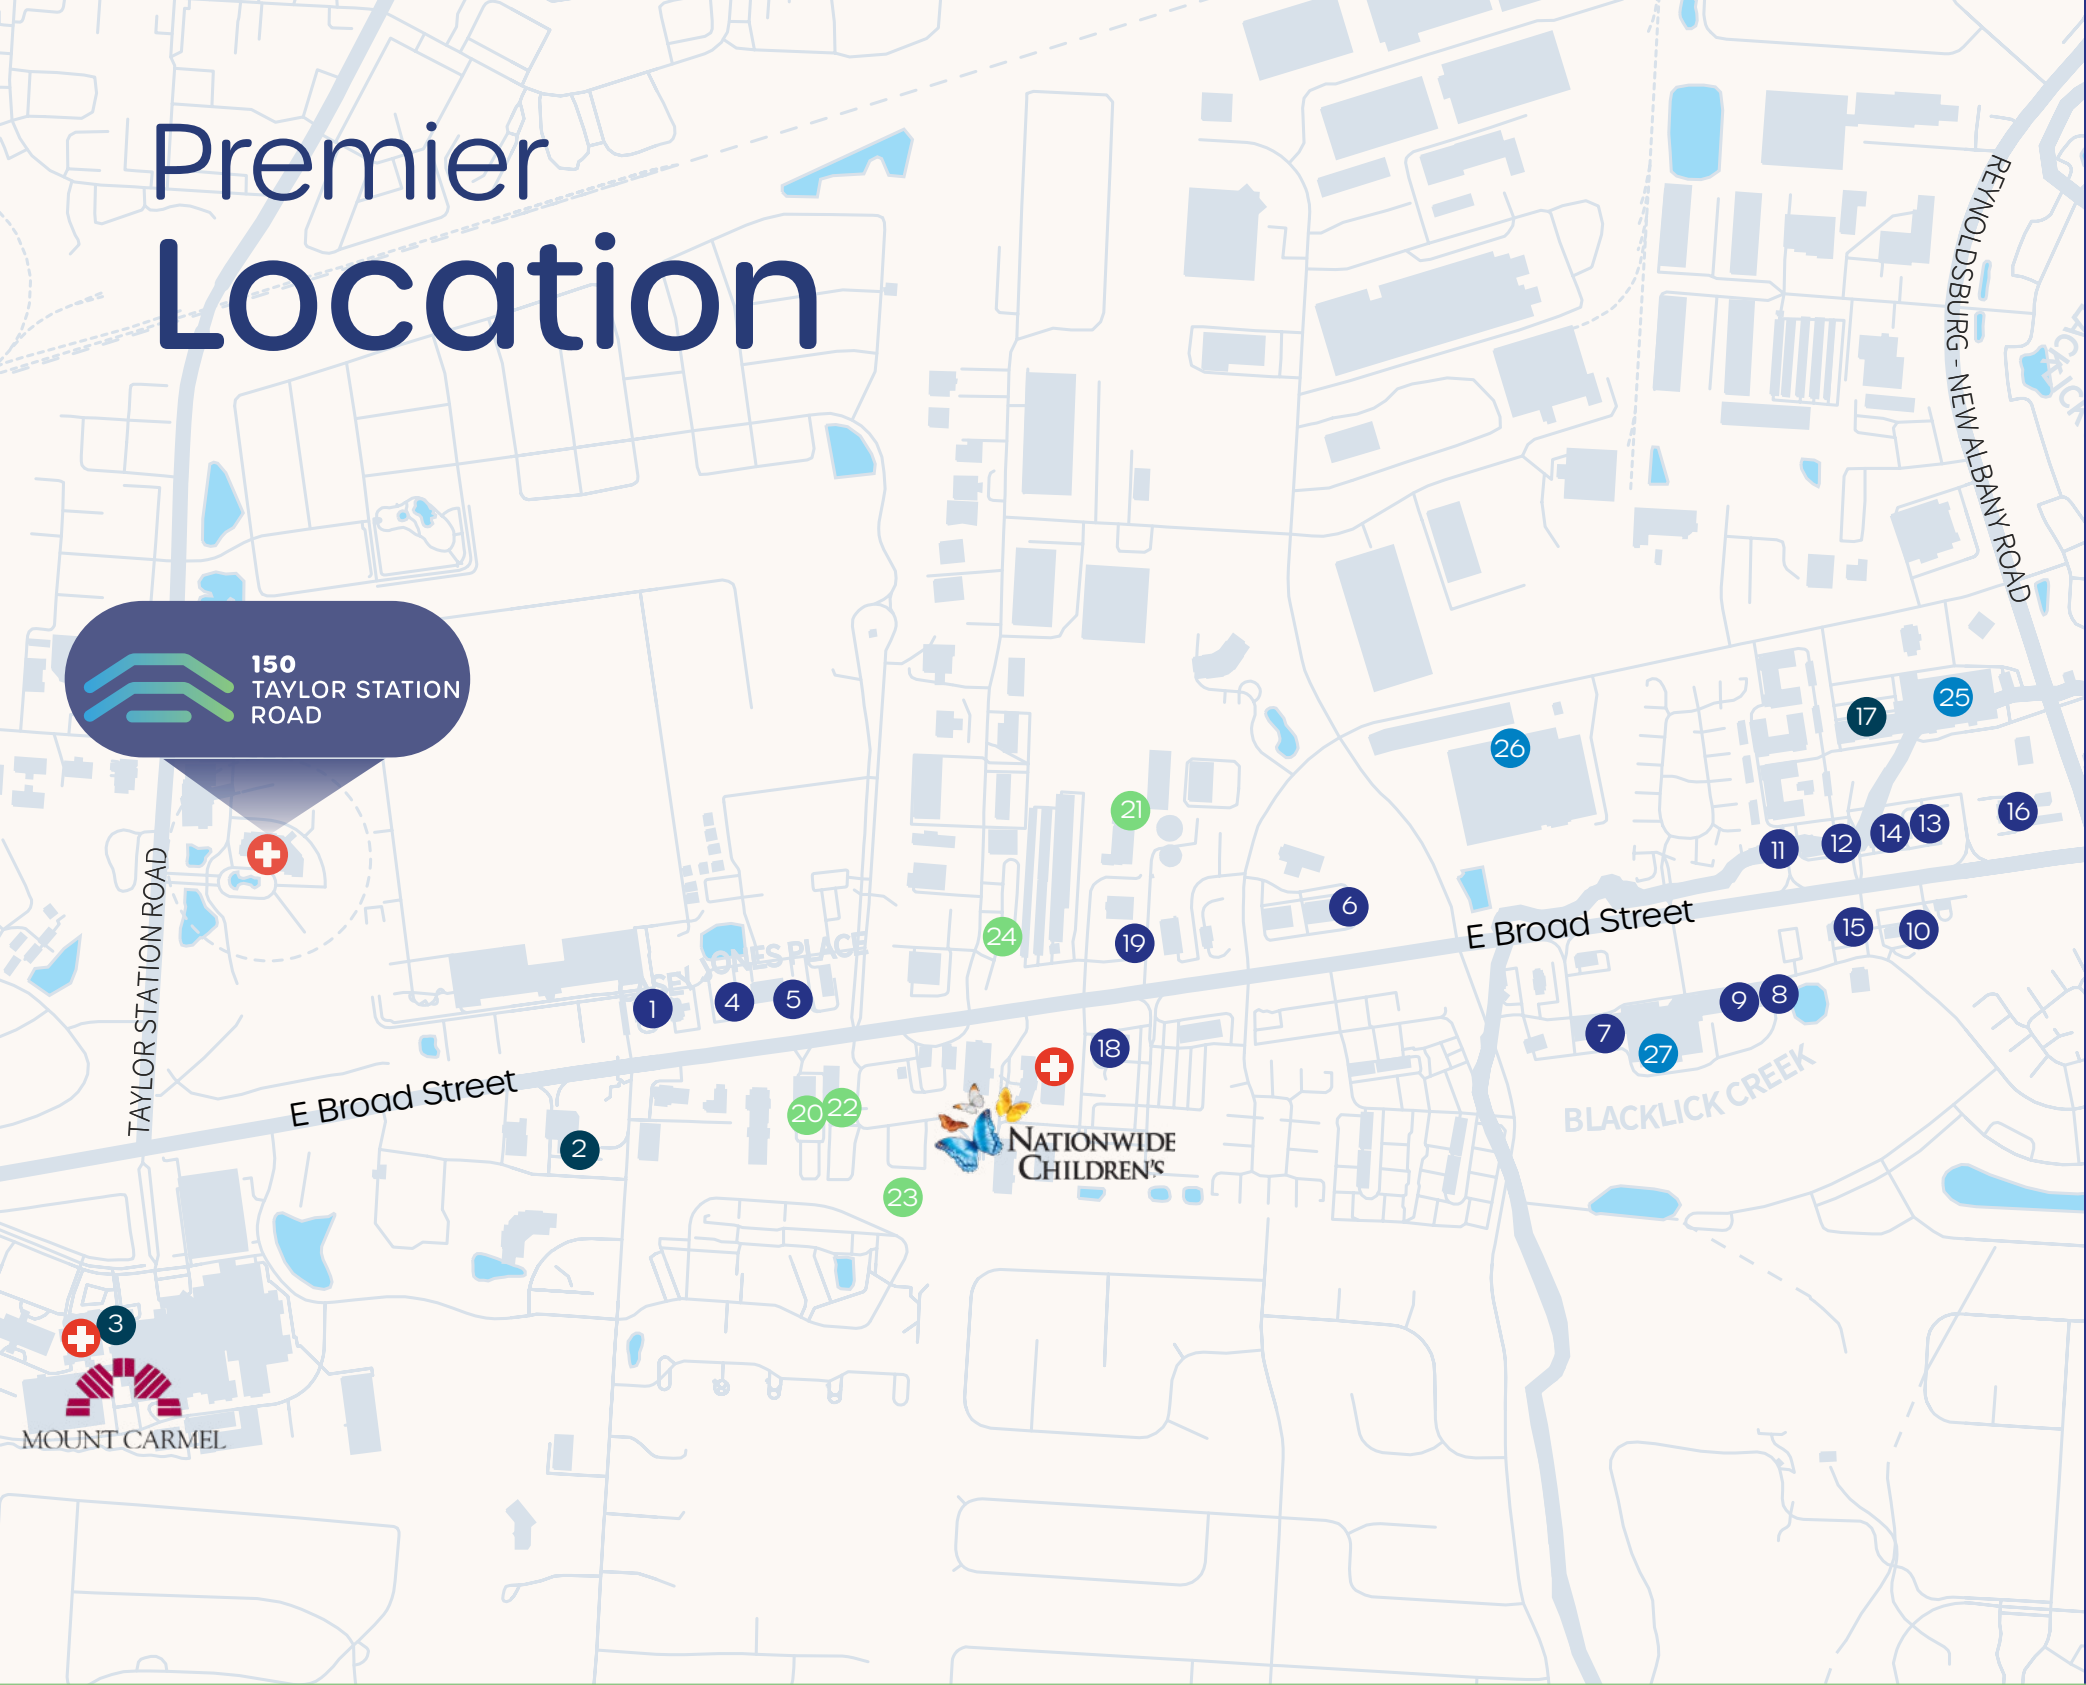 Premier
Location
REYNOLDSBURG - NEW ALBANY ROAD
150
TAYLOR STATION
ROAD
17
25
26
21
16
13
14
12
11
6
E Broad Street
15
10
24
19
JONES PLACE
TAYLOR STATION ROAD
1
4
5
9
8
7
27
18
BLACKLICK CREEK
E Broad Street
20
22
2
NATIONWIDE
CHILDREN'S
23
3
MOUNT CARMEL